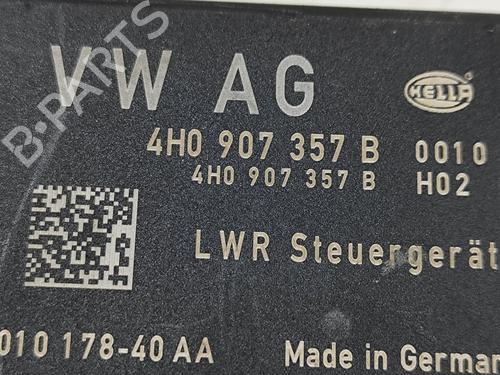 VW AG
HELLA
4H0 907 357 B 0010
4H0 907 357 B H02
LWR Steuergerät
010 178-40 AA
Made in German
B-PARTS